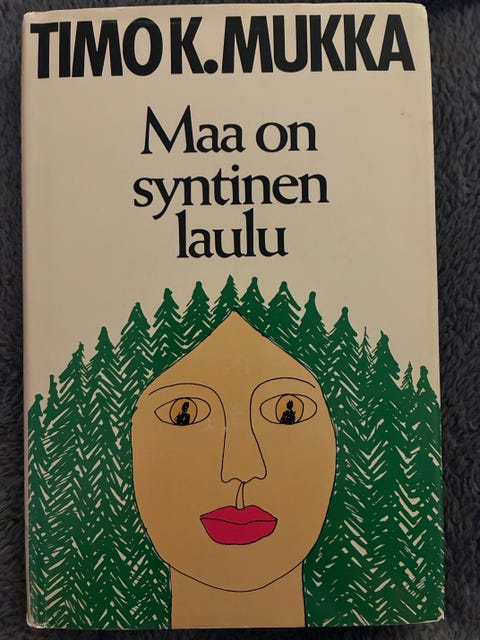 TIMO K. MUKKA
Maa on
syntinen
laulu